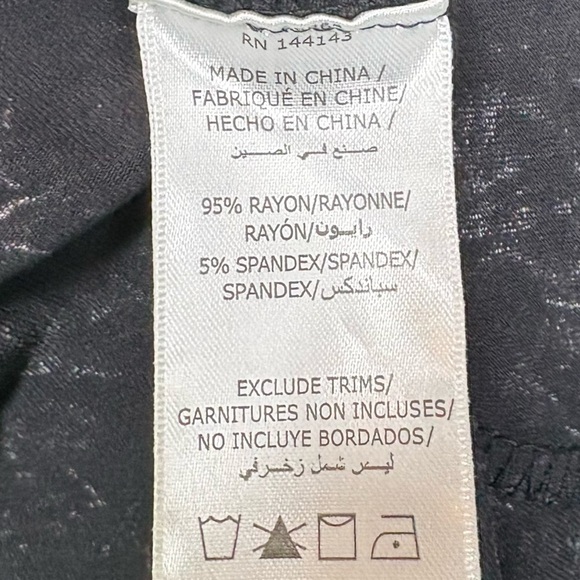 RN 144143
MADE IN CHINA /
FABRIQUÉ EN CHINE/
HECHO EN CHINA /
صنع في الصين
95% RAYON/RAYONNE/
RAYÓN/رايون
5% SPANDEX/SPANDEX/
SPANDEX/سباندكس
EXCLUDE TRIMS/
GARNITURES NON INCLUSES/
NO INCLUYE BORDADOS/
ليس شمل زخرفي